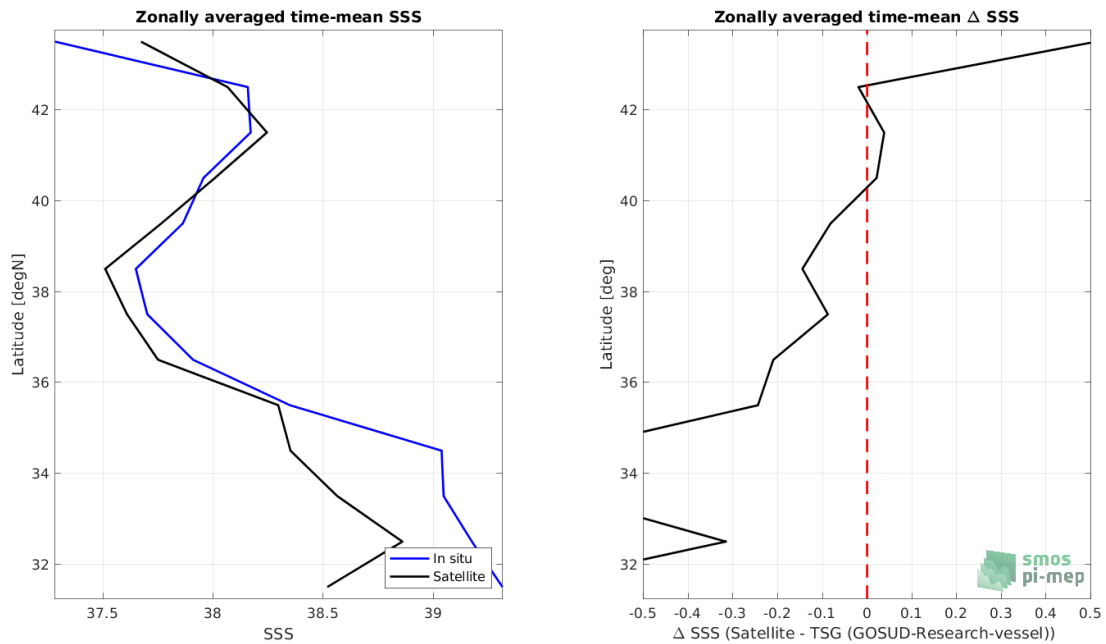 Zonally averaged time-mean SSS
42
40
38
36
34
32
Latitude [degN]
37.5
38
38.5
39
SSS
In situ
Satellite
Zonally averaged time-mean Δ SSS
42
40
38
36
34
32
Latitude [deg]
-0.5
-0.4
-0.3
-0.2
-0.1
0
0.1
0.2
0.3
0.4
0.5
Δ SSS (Satellite - TSG (GOSUD-Research-vessel))
smos
pi-mep